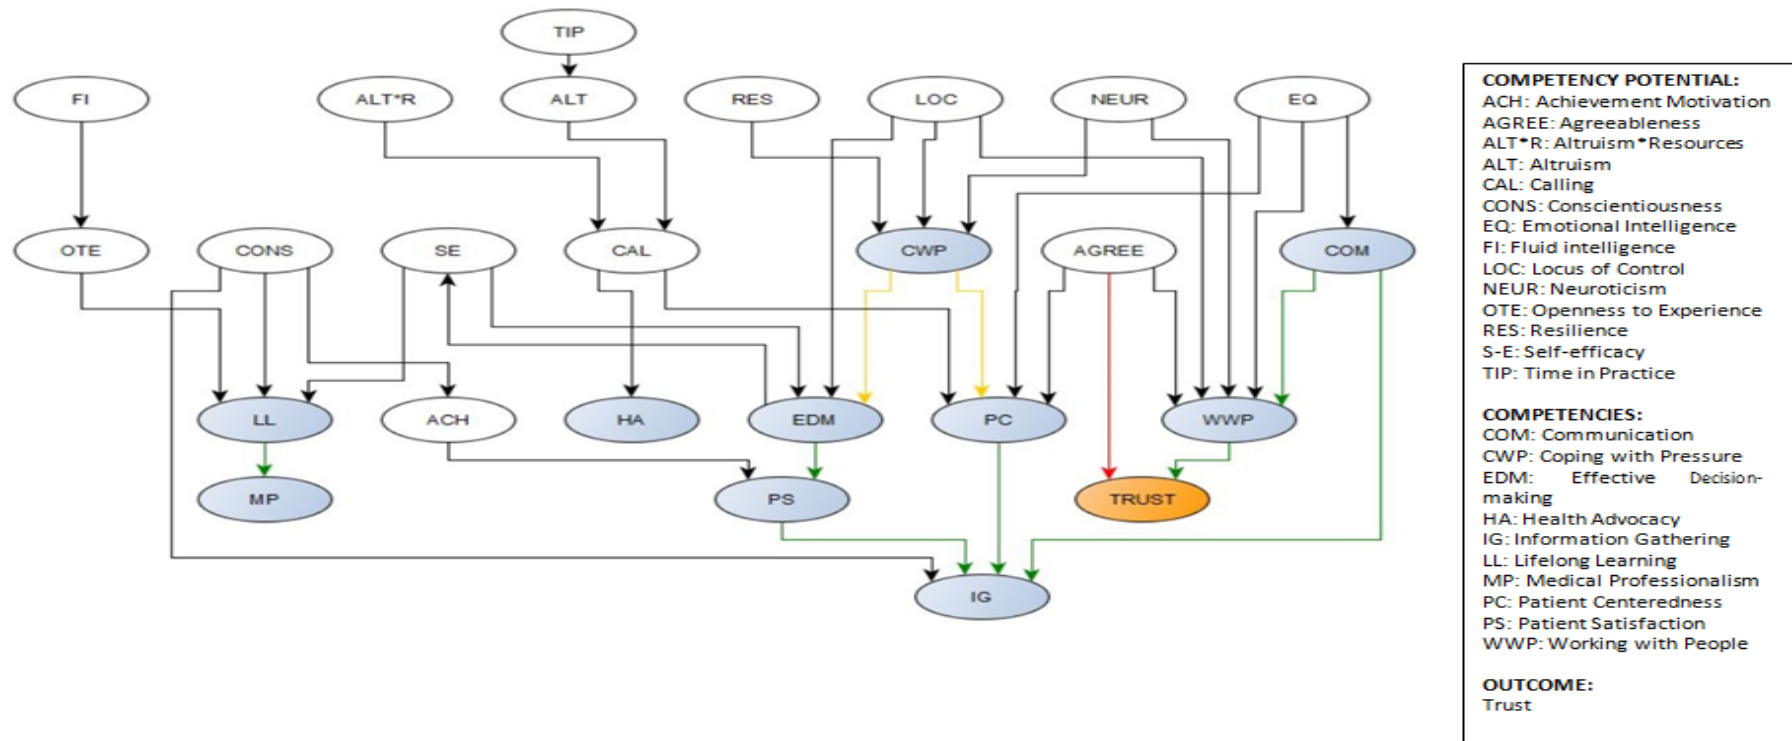 TIP
FI
ALT*R
ALT
RES
LOC
NEUR
EQ
OTE
CONS
SE
CAL
CWP
AGREE
COM
LL
ACH
HA
EDM
PC
WWP
MP
PS
TRUST
IG
COMPETENCY POTENTIAL:
ACH: Achievement Motivation
AGREE: Agreeableness
ALT*R: Altruism*Resources
ALT: Altruism
CAL: Calling
CONS: Conscientiousness
EQ: Emotional Intelligence
FI: Fluid intelligence
LOC: Locus of Control
NEUR: Neuroticism
OTE: Openness to Experience
RES: Resilience
S-E: Self-efficacy
TIP: Time in Practice
COMPETENCIES:
COM: Communication
CWP: Coping with Pressure
EDM: Effective Decision-
making
HA: Health Advocacy
IG: Information Gathering
LL: Lifelong Learning
MP: Medical Professionalism
PC: Patient Centeredness
PS: Patient Satisfaction
WWP: Working with People
OUTCOME:
Trust